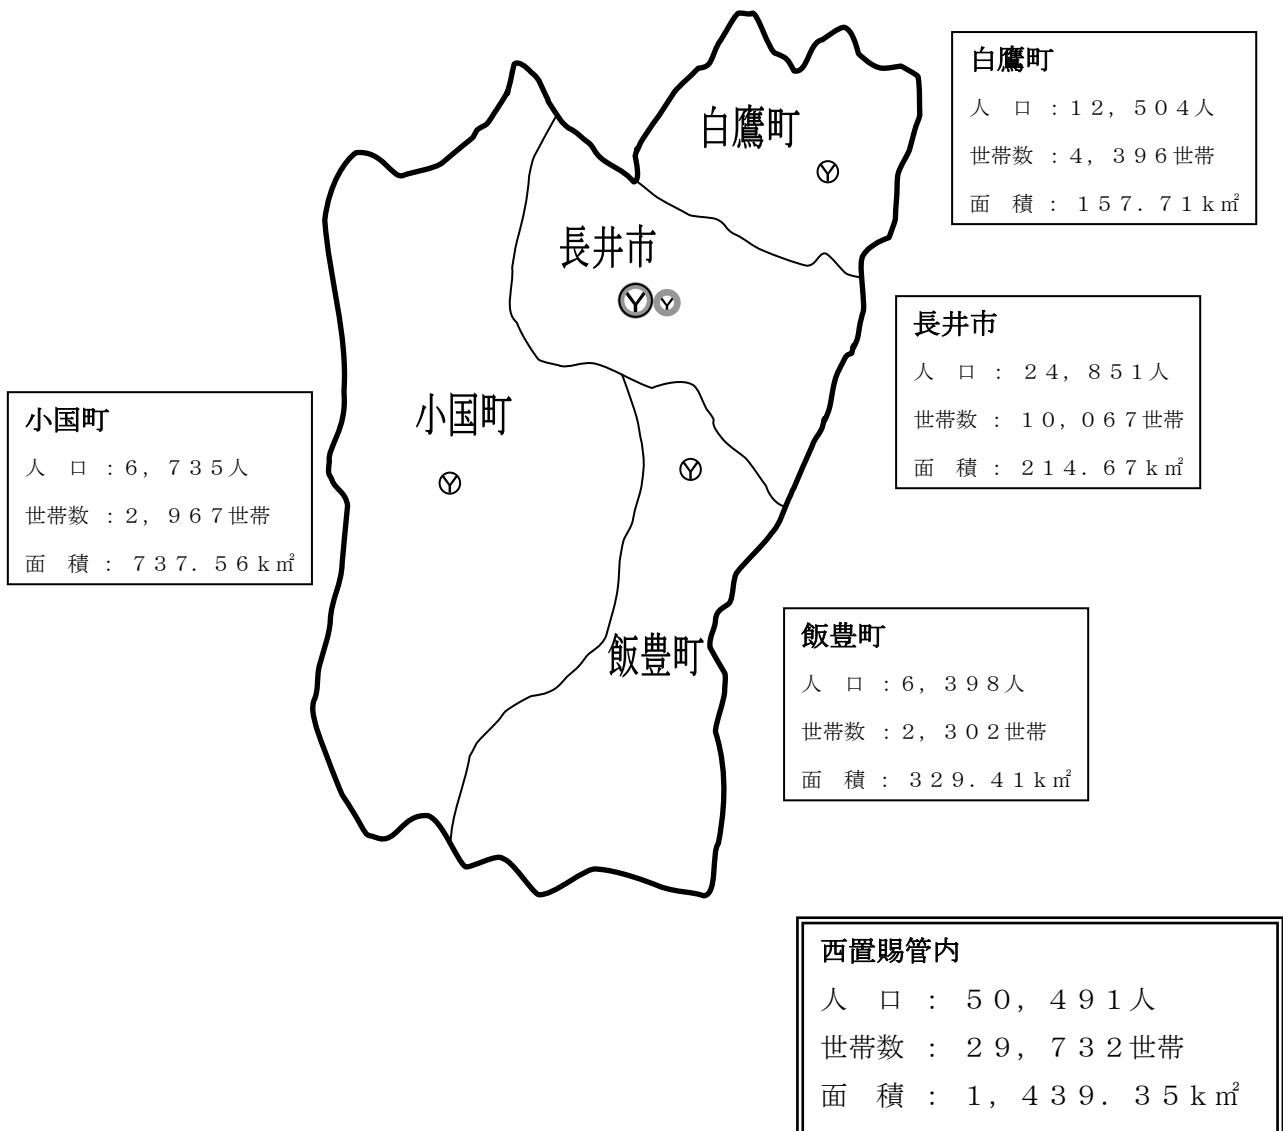 白鷹町
長井市
小国町
飯豊町
白鷹町
人　口　：１２，５０４人
世帯数　：４，３９６世帯
面　積　：　１５７．７１ｋ㎡
長井市
人　口　：　２４，８５１人
世帯数　：　１０，０６７世帯
面　積　：　２１４．６７ｋ㎡
小国町
人　口　：６，７３５人
世帯数　：２，９６７世帯
面　積　：　７３７．５６ｋ㎡
飯豊町
人　口　：６，３９８人
世帯数　：２，３０２世帯
面　積　：　３２９．４１ｋ㎡
西置賜管内
人　口　：　５０，４９１人
世帯数　：　２９，７３２世帯
面　積　：　１，４３９．３５ｋ㎡